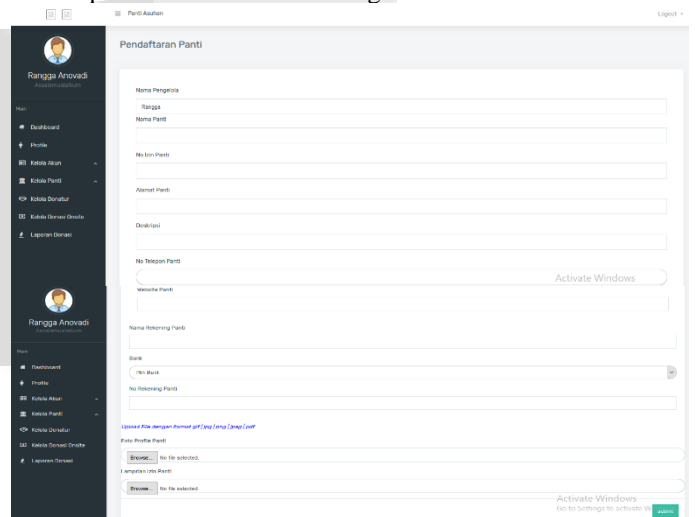 Panti Asuhan
Logout
Pendaftaran Panti
Rangga Anovadi
Assalamualaikum
Main
Dashboard
Profile
Kelola Akun
Kelola Panti
Kelola Donatur
Kelola Donasi Onsite
Laporan Donasi
Nama Pengelola
Rangga
Nama Panti
No Izin Panti
Alamat Panti
Deskripsi
No Telepon Panti
Activate Windows
Website Panti
Rangga Anovadi
Assalamualaikum
Main
Dashboard
Profile
Kelola Akun
Kelola Panti
Kelola Donatur
Kelola Donasi Onsite
Laporan Donasi
Nama Rekening Panti
Bank
Pilih Bank
No Rekening Panti
Upload File dengan format gif | jpg | png | jpeg | pdf
Foto Profile Panti
Browse... No file selected.
Lampiran Izin Panti
Browse... No file selected.
Activate Windows
Go to Settings to activate W
submit